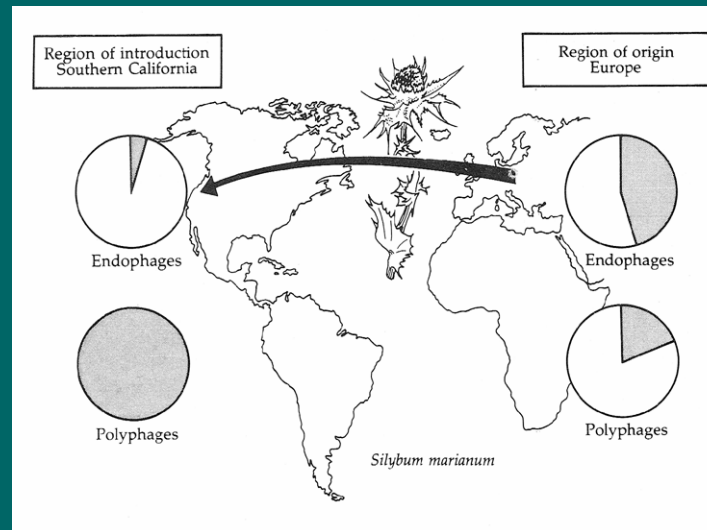 Region of introduction
Southern California
Region of origin
Europe
Endophages
Endophages
Polyphages
Polyphages
Silybum marianum